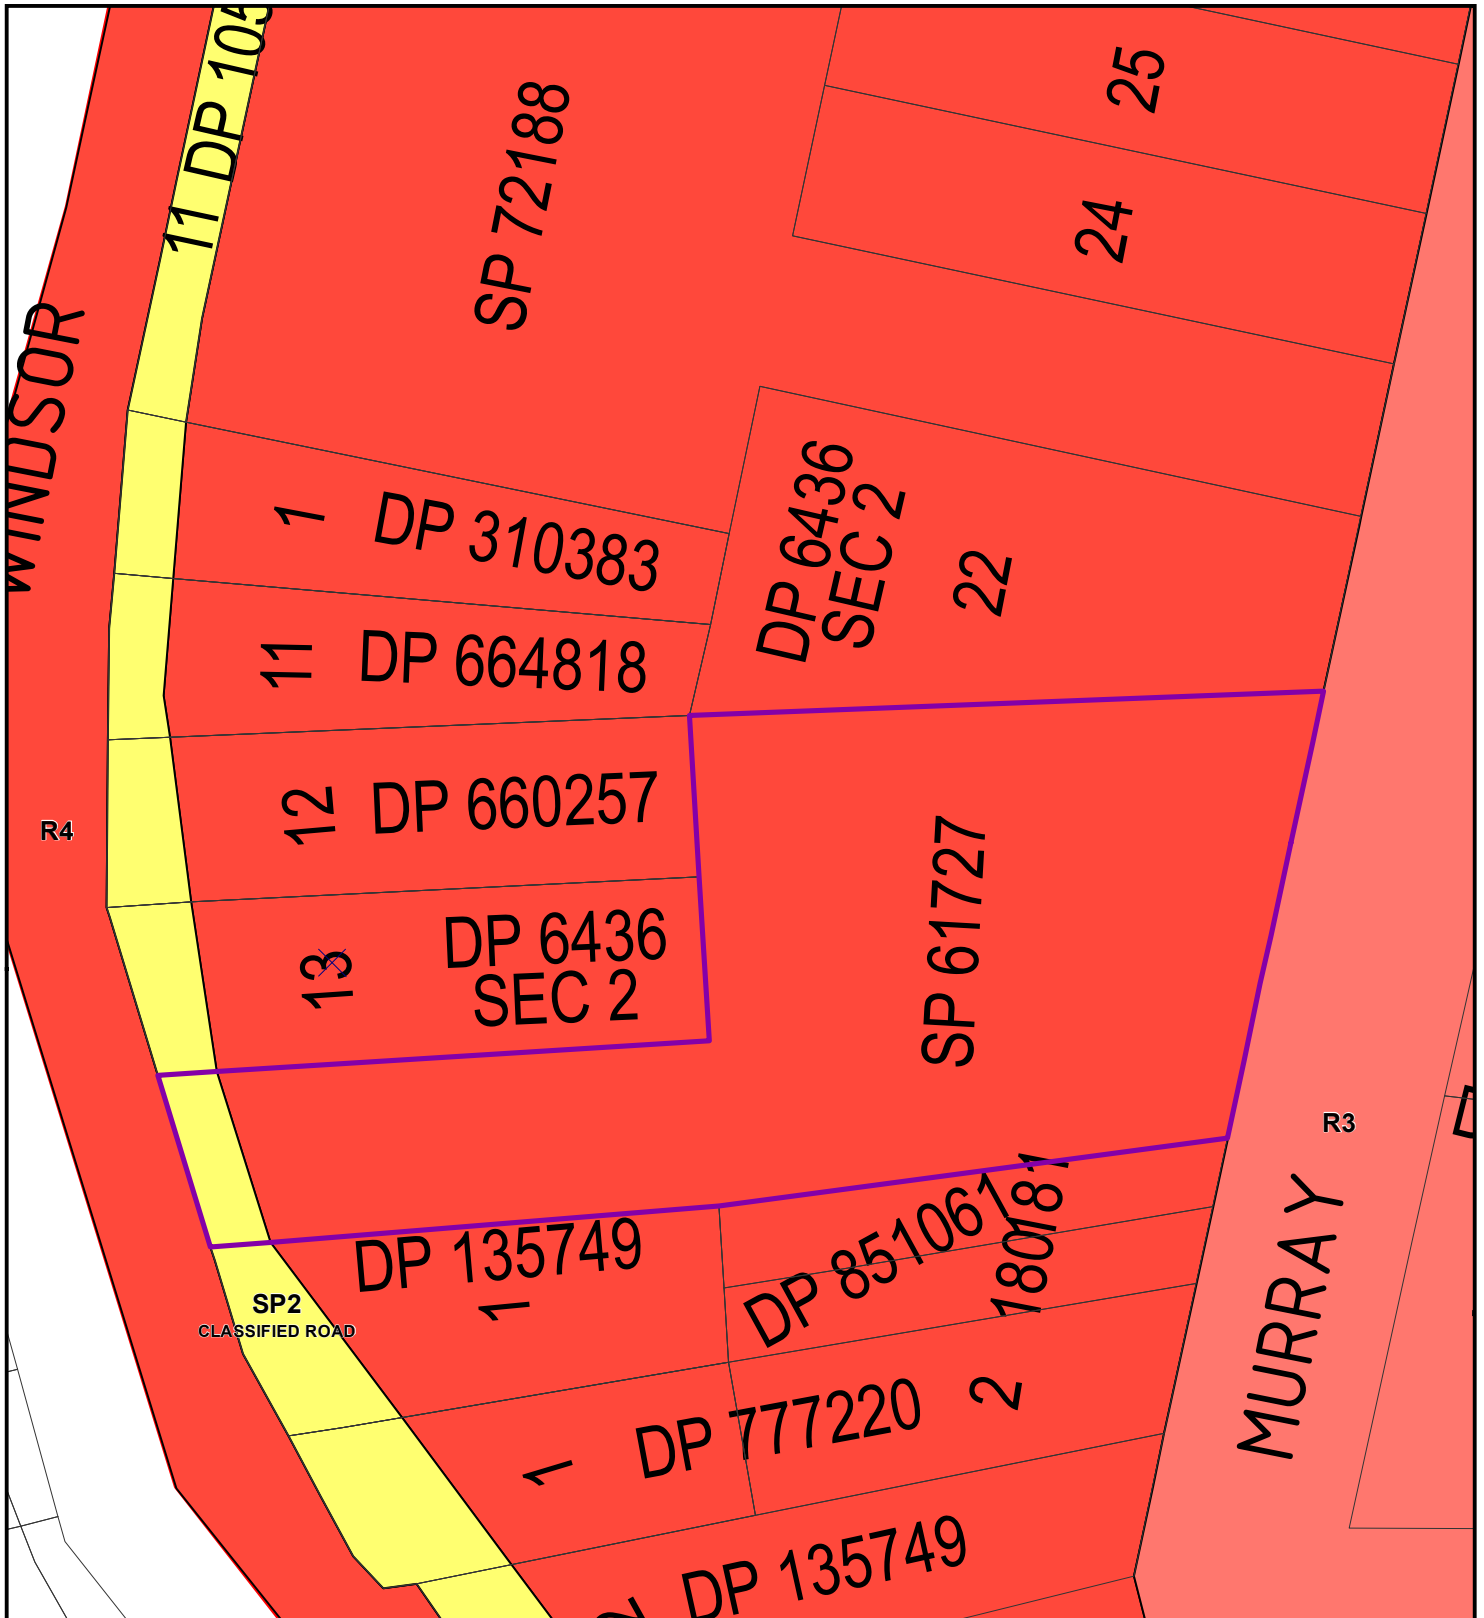 11 DP 105
25
SP 72188
24
WINDSOR
1 DP 310383
DP 6436
SEC 2
22
11 DP 664818
12 DP 660257
R4
SP 61727
13 DP 6436
SEC 2
R3
DP 135749
1
DP 851061
180181
SP2
CLASSIFIED ROAD
MURRAY
2
1 DP 777220
DP 135749